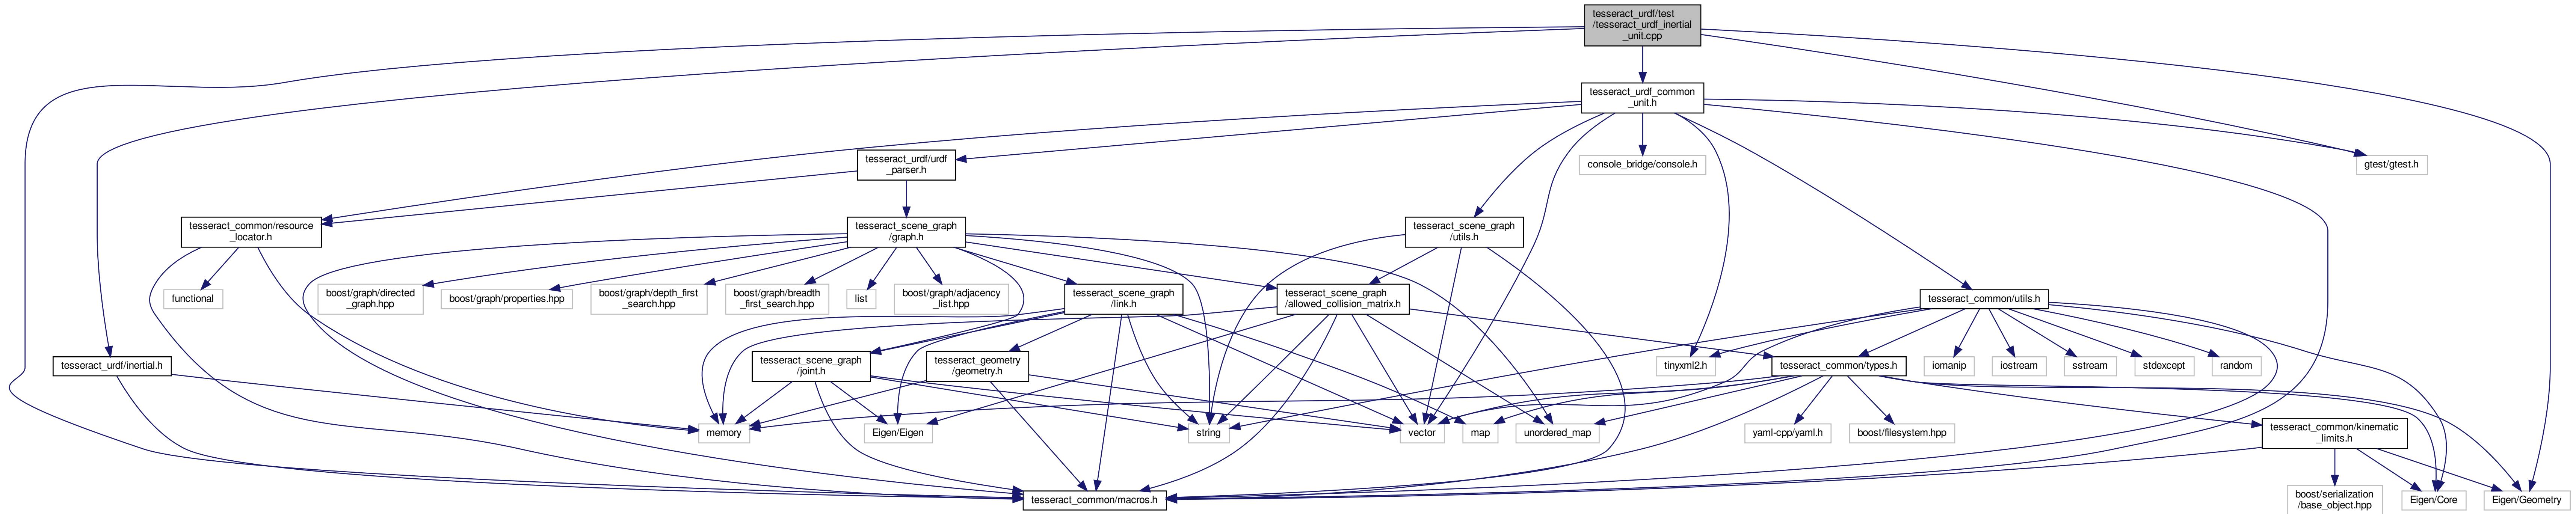 tesseract_urdf/test
/tesseract_urdf_inertial
_unit.cpp
tesseract_urdf_common
_unit.h
tesseract_urdf/urdf
_parser.h
console_bridge/console.h
gtest/gtest.h
tesseract_common/resource
_locator.h
tesseract_scene_graph
/graph.h
tesseract_scene_graph
/utils.h
functional
boost/graph/directed
_graph.hpp
boost/graph/properties.hpp
boost/graph/depth_first
_search.hpp
boost/graph/breadth
_first_search.hpp
list
boost/graph/adjacency
_list.hpp
tesseract_scene_graph
/link.h
tesseract_scene_graph
/allowed_collision_matrix.h
tesseract_common/utils.h
tesseract_urdf/inertial.h
tesseract_scene_graph
/joint.h
tesseract_geometry
/geometry.h
tinyxml2.h
tesseract_common/types.h
iomanip
iostream
sstream
stdexcept
random
memory
Eigen/Eigen
string
vector
map
unordered_map
yaml-cpp/yaml.h
boost/filesystem.hpp
tesseract_common/kinematic
_limits.h
tesseract_common/macros.h
boost/serialization
/base_object.hpp
Eigen/Core
Eigen/Geometry